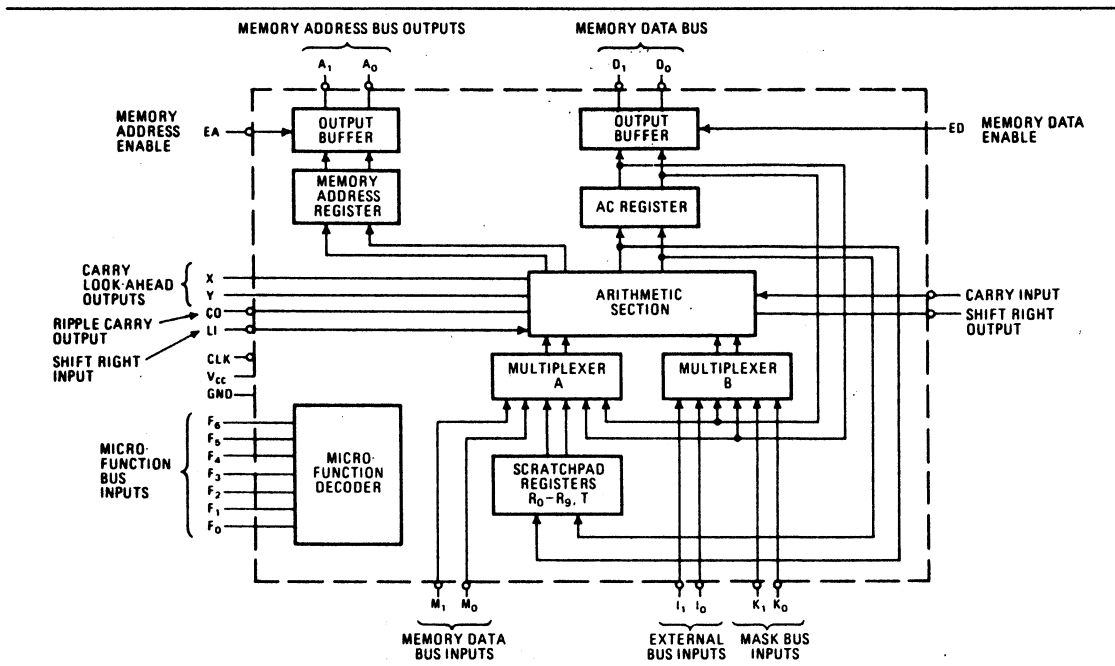 MEMORY ADDRESS BUS OUTPUTS
MEMORY DATA BUS
A₁ A₀
D₁ D₀
MEMORY ADDRESS ENABLE
EA
OUTPUT BUFFER
OUTPUT BUFFER
ED
MEMORY DATA ENABLE
MEMORY ADDRESS REGISTER
AC REGISTER
CARRY LOOK-AHEAD OUTPUTS
X
Y
RIPPLE CARRY OUTPUT
CO
SHIFT RIGHT INPUT
LI
ARITHMETIC SECTION
CARRY INPUT
SHIFT RIGHT OUTPUT
CLK
VCC
GND
MULTIPLEXER A
MULTIPLEXER B
MICRO-FUNCTION BUS INPUTS
F₆
F₅
F₄
F₃
F₂
F₁
F₀
MICRO-FUNCTION DECODER
SCRATCHPAD REGISTERS R₀–R₉, T
M₁ M₀
I₁ I₀
K₁ K₀
MEMORY DATA BUS INPUTS
EXTERNAL BUS INPUTS
MASK BUS INPUTS